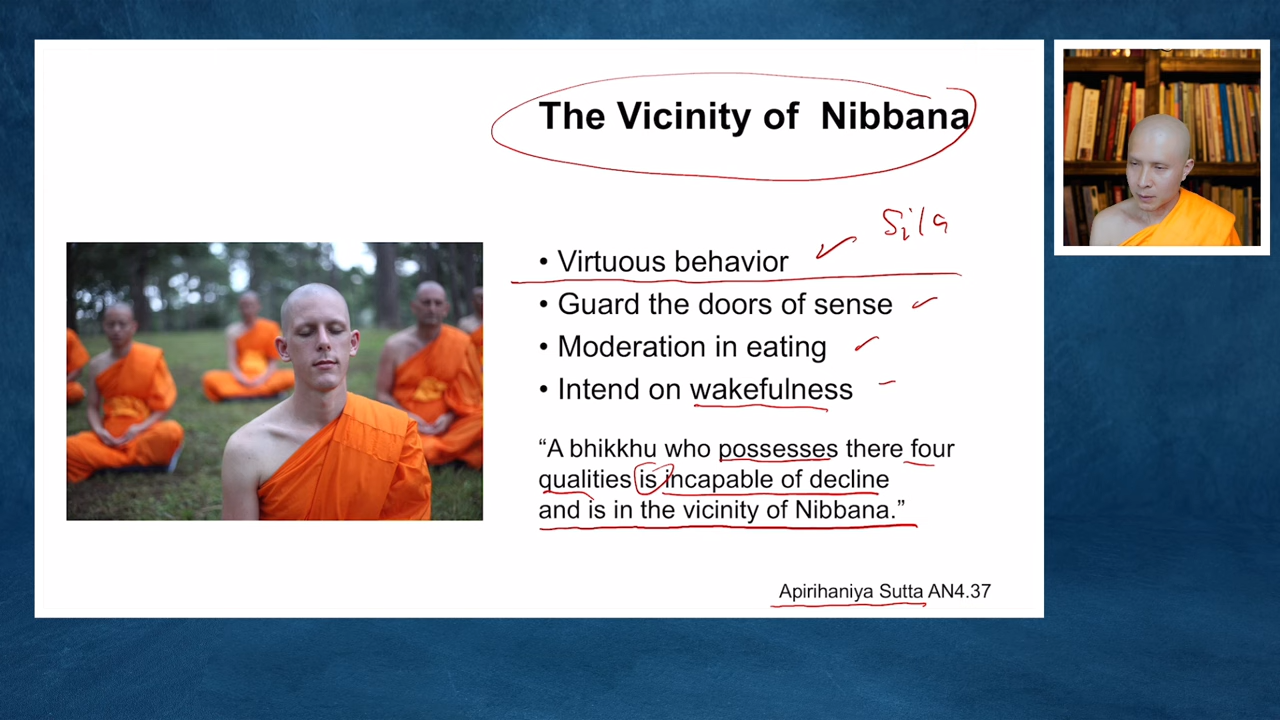 The Vicinity of Nibbana
Sila
• Virtuous behavior
• Guard the doors of sense
• Moderation in eating
• Intend on wakefulness
“A bhikkhu who possesses there four
qualities is incapable of decline
and is in the vicinity of Nibbana.”
Apirihaniya Sutta AN4.37